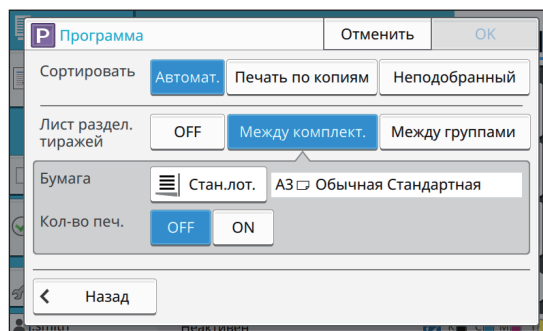 Программа
Отменить
OK
Сортировать
Автомат.
Печать по копиям
Неподобранный
Лист раздел.
тиражей
OFF
Между комплект.
Между группами
Бумага
Стан.лот.
A3 Обычная Стандартная
Кол-во печ.
OFF
ON
Назад
j.smith
Неактивен